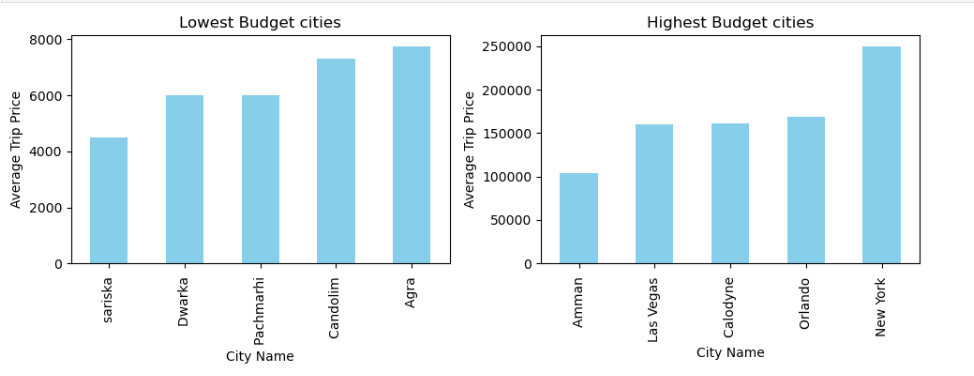 Lowest Budget cities
8000
6000
4000
2000
0
Average Trip Price
sariska
Dwarka
Pachmarhi
Candolim
Agra
City Name
Highest Budget cities
250000
200000
150000
100000
50000
0
Average Trip Price
Amman
Las Vegas
Calodyne
Orlando
New York
City Name